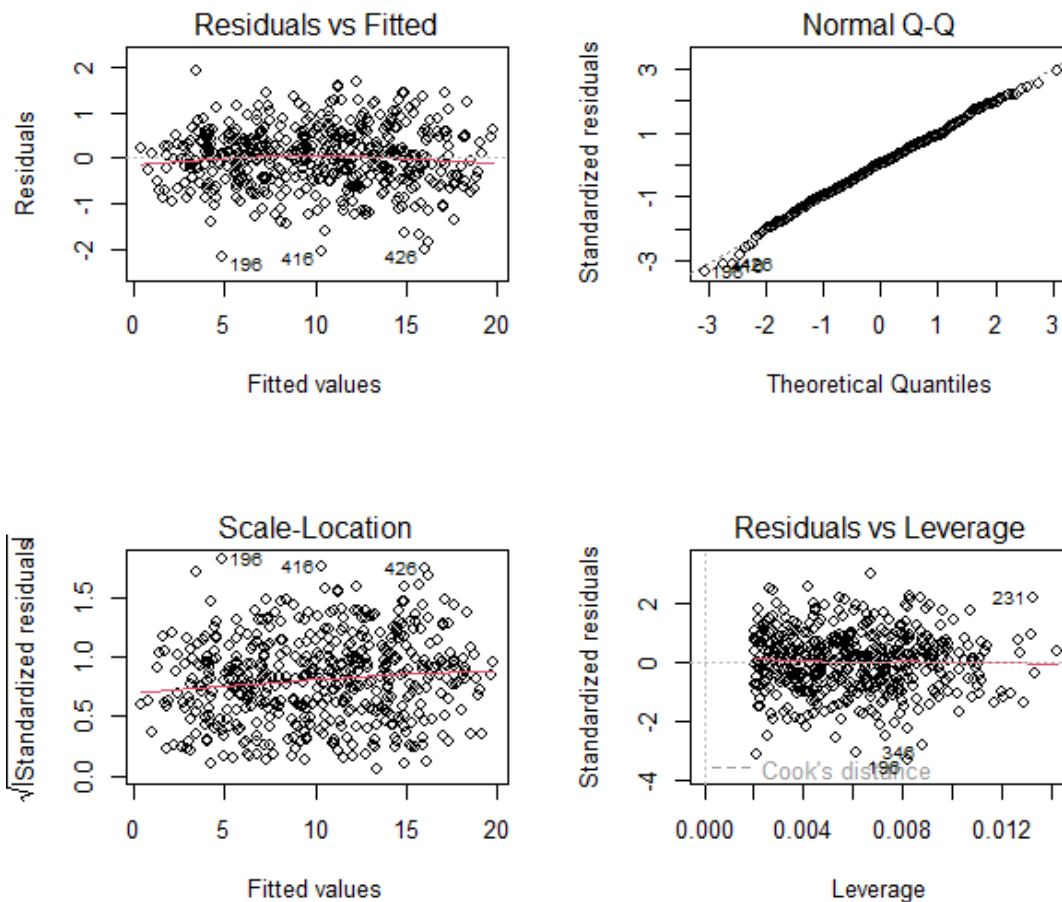 Residuals vs Fitted
Residuals
2
1
0
-1
-2
196
416
426
0 5 10 15 20
Fitted values
Normal Q-Q
Standardized residuals
3
1
-1
-3
196
426
-3 -2 -1 0 1 2 3
Theoretical Quantiles
Scale-Location
√|Standardized residuals|
1.5
1.0
0.5
0.0
196
416
426
0 5 10 15 20
Fitted values
Residuals vs Leverage
Standardized residuals
2
0
-2
-4
231
346
196
Cook's distance
0.000 0.004 0.008 0.012
Leverage